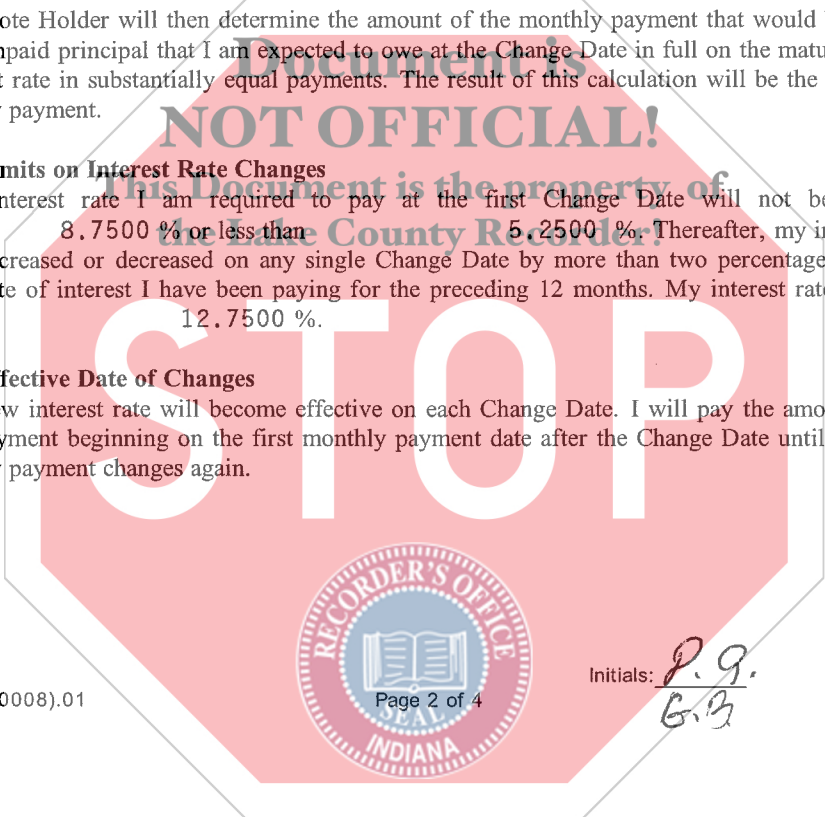 ote Holder will then determine the amount of the monthly payment that would
npaid principal that I am expected to owe at the Change Date in full on the matu
t rate in substantially equal payments. The result of this calculation will be the
y payment.
mits on Interest Rate Changes
nterest rate I am required to pay at the first Change Date will not be
8.7500 % or less than 5.2500 %. Thereafter, my in
creased or decreased on any single Change Date by more than two percentage
te of interest I have been paying for the preceding 12 months. My interest rate
12.7500 %.
ffective Date of Changes
w interest rate will become effective on each Change Date. I will pay the amo
yment beginning on the first monthly payment date after the Change Date until
y payment changes again.
Document is
NOT OFFICIAL!
This Document is the property of
the Lake County Recorder!
STOP
RECORDER'S OFFICE
SEAL
INDIANA
Initials: P.G.
G.B
0008).01 Page 2 of 4